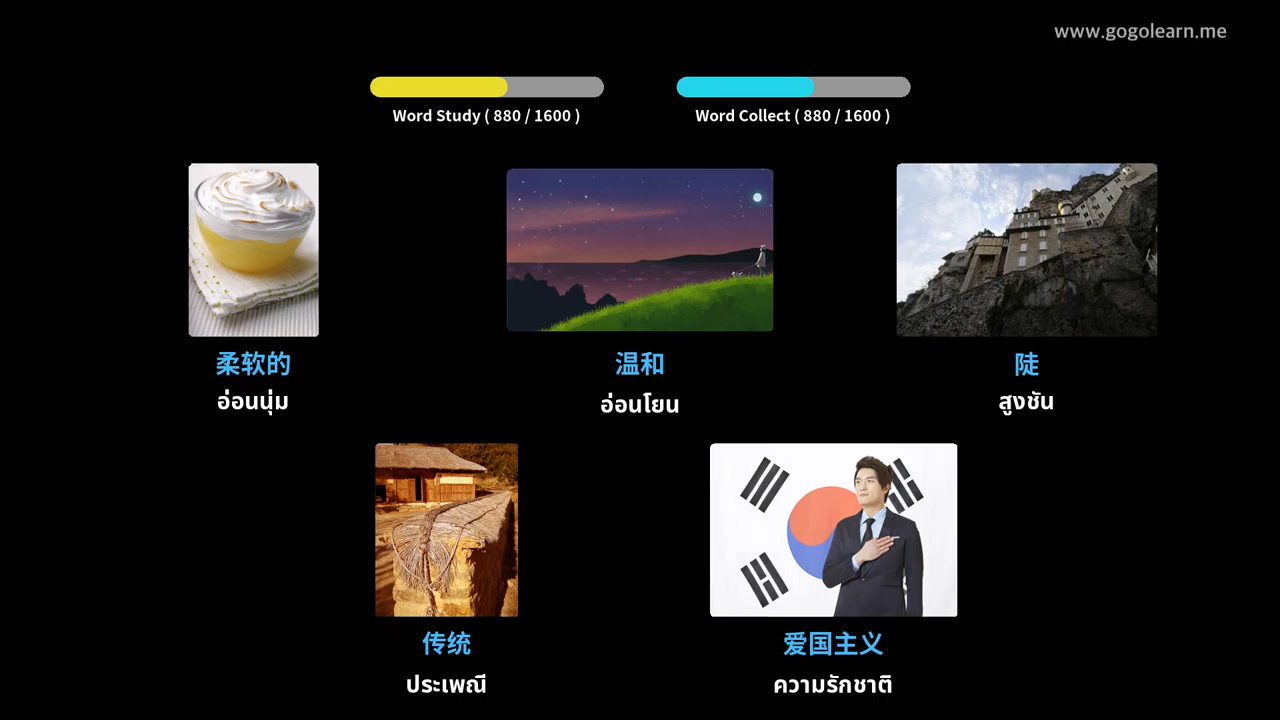 www.gogolearn.me
Word Study ( 880 / 1600 )
Word Collect ( 880 / 1600 )
柔软的
温和
陡
อ่อนนุ่ม
อ่อนโยน
สูงชัน
传统
爱国主义
ประเพณี
ความรักชาติ